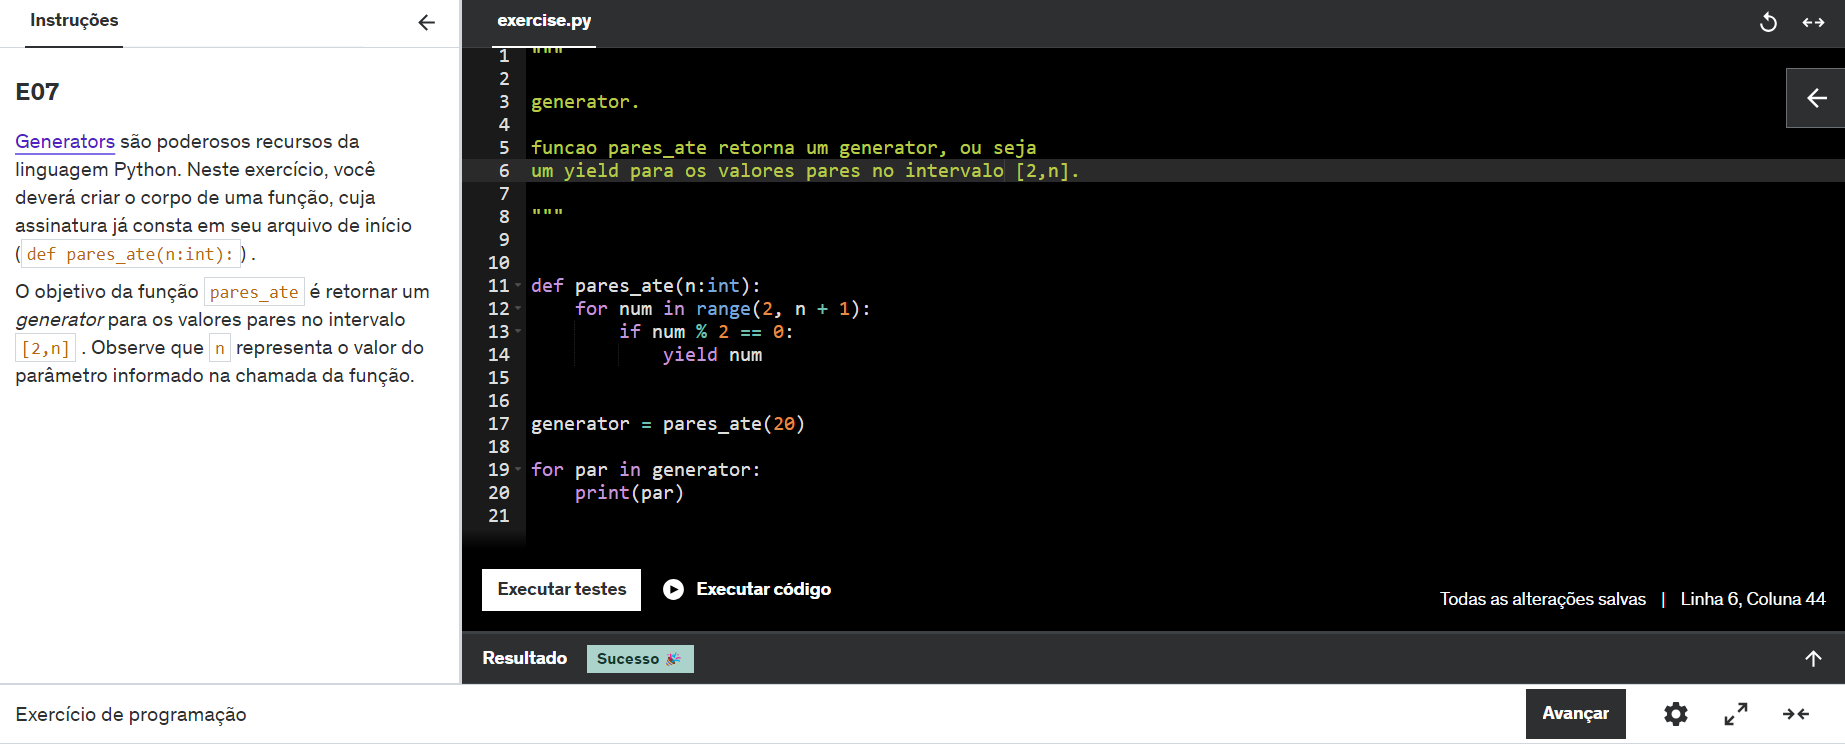 Instruções
E07
Generators são poderosos recursos da
linguagem Python. Neste exercício, você
deverá criar o corpo de uma função, cuja
assinatura já consta em seu arquivo de início
(def pares_ate(n:int):) .
O objetivo da função pares_ate é retornar um
generator para os valores pares no intervalo
[2,n] . Observe que n representa o valor do
parâmetro informado na chamada da função.
exercise.py
1 """
2
3 generator.
4
5 funcao pares_ate retorna um generator, ou seja
6 um yield para os valores pares no intervalo [2,n].
7
8 """
9
10
11 def pares_ate(n:int):
12     for num in range(2, n + 1):
13         if num % 2 == 0:
14             yield num
15
16
17 generator = pares_ate(20)
18
19 for par in generator:
20     print(par)
21
Executar testes Executar código
Todas as alterações salvas | Linha 6, Coluna 44
Resultado Sucesso 🎉
Exercício de programação
Avançar